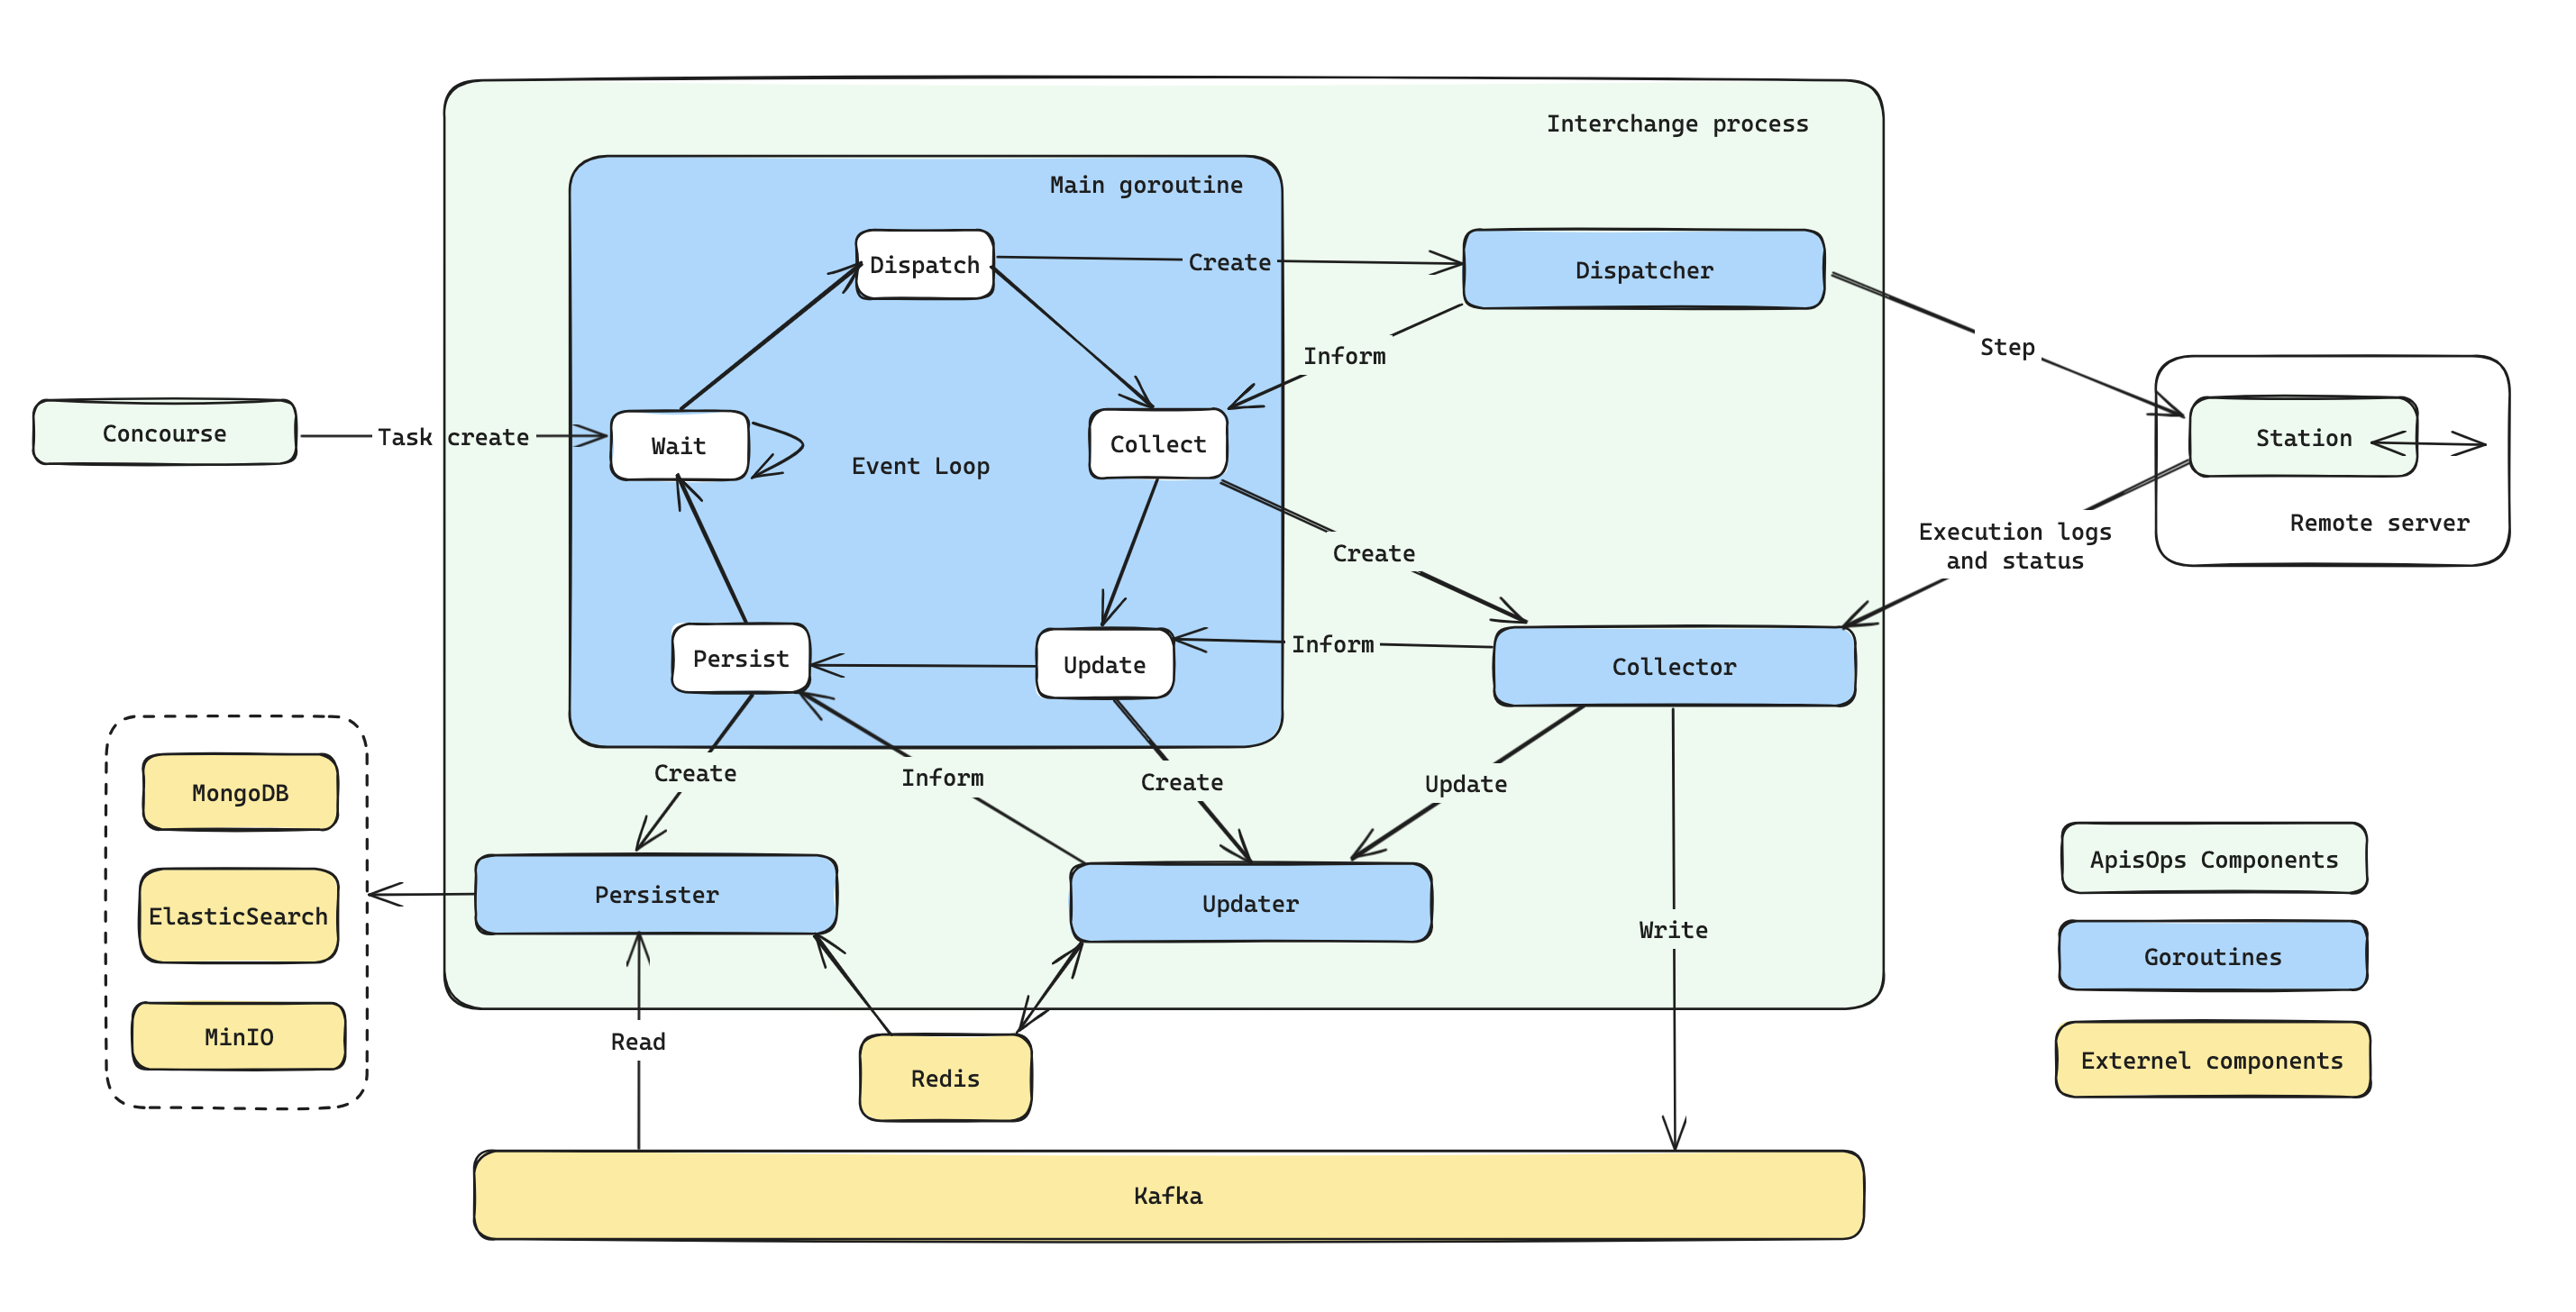 Interchange process
Main goroutine
Dispatch
Create
Dispatcher
Inform
Step
Concourse
Task create
Wait
Event Loop
Collect
Station
Remote server
Execution logs
and status
Create
Persist
Update
Inform
Collector
Create
Inform
Create
Update
MongoDB
ElasticSearch
MinIO
Persister
Updater
Write
Read
Redis
Kafka
ApisOps Components
Goroutines
Externel components